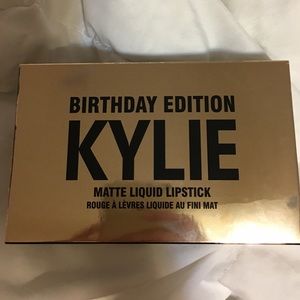 BIRTHDAY EDITION
KYLIE
MATTE LIQUID LIPSTICK
ROUGE À LÈVRES LIQUIDE AU FINI MAT